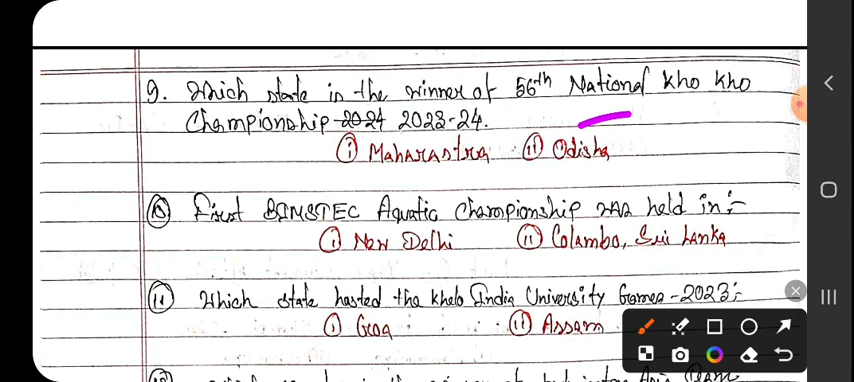 9. Which state is the winner of 56th National Kho Kho
Championship 2024 2023-24.
(i) Maharastra (ii) Odisha
(10) First BIMSTEC Aquatic Championship was held in:-
(i) New Delhi (ii) Colambo, Sri Lanka
(11) Which state hosted the Khelo India University Games-2023:-
(i) Goa (ii) Assam